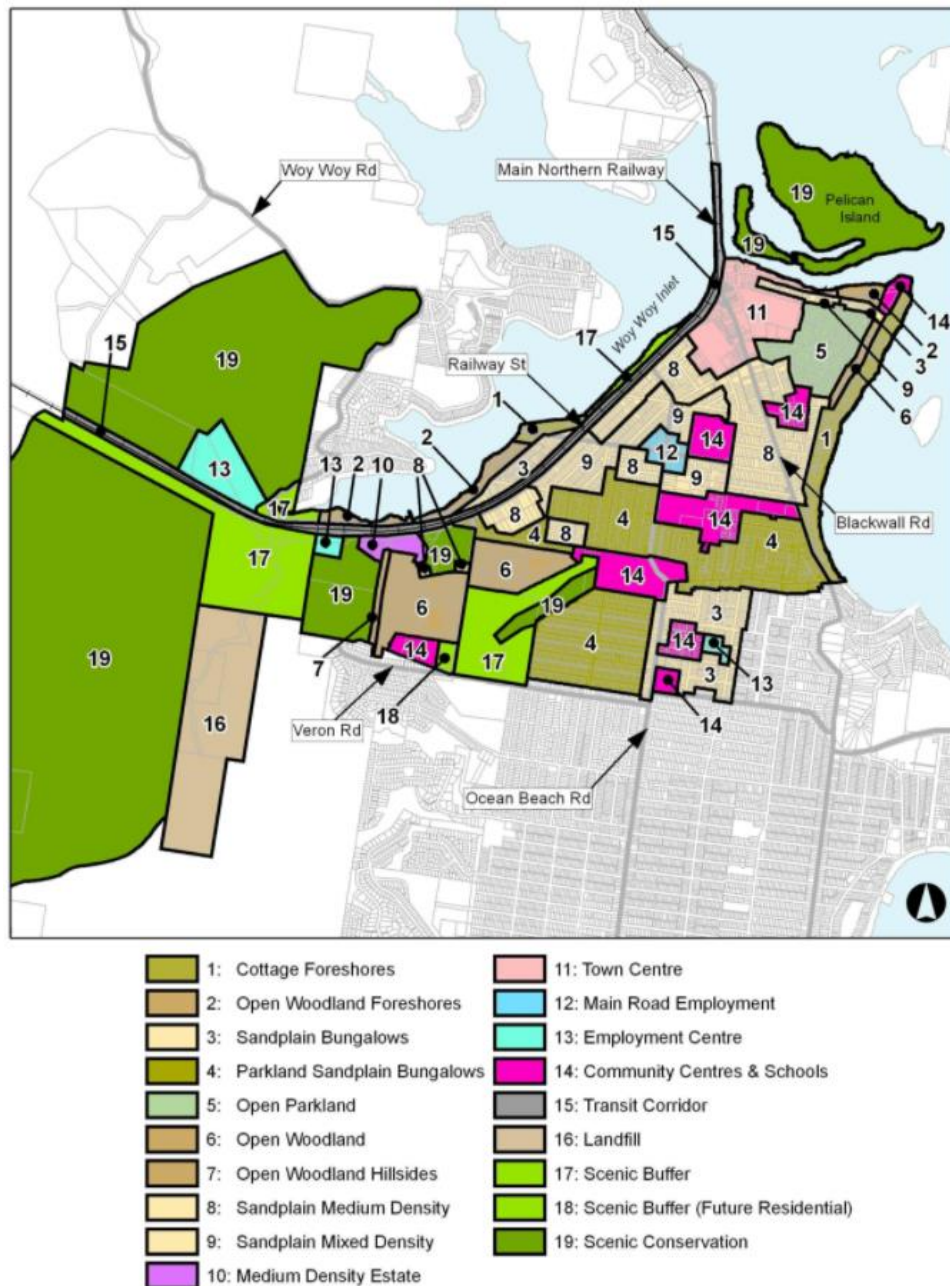 Woy Woy Rd
Main Northern Railway
19
Pelican
Island
19
15
Woy Woy Inlet
11
14
17
2
15
19
Railway St
5
3
8
9
1
9
14
14
6
2
12
3
8
1
13
13
2
10
8
9
8
9
8
4
14
Blackwall Rd
17
4
8
4
19
6
17
19
6
14
19
3
14
19
14
17
4
3
7
18
13
16
Veron Rd
14
Ocean Beach Rd
1: Cottage Foreshores
2: Open Woodland Foreshores
3: Sandplain Bungalows
4: Parkland Sandplain Bungalows
5: Open Parkland
6: Open Woodland
7: Open Woodland Hillsides
8: Sandplain Medium Density
9: Sandplain Mixed Density
10: Medium Density Estate
11: Town Centre
12: Main Road Employment
13: Employment Centre
14: Community Centres & Schools
15: Transit Corridor
16: Landfill
17: Scenic Buffer
18: Scenic Buffer (Future Residential)
19: Scenic Conservation